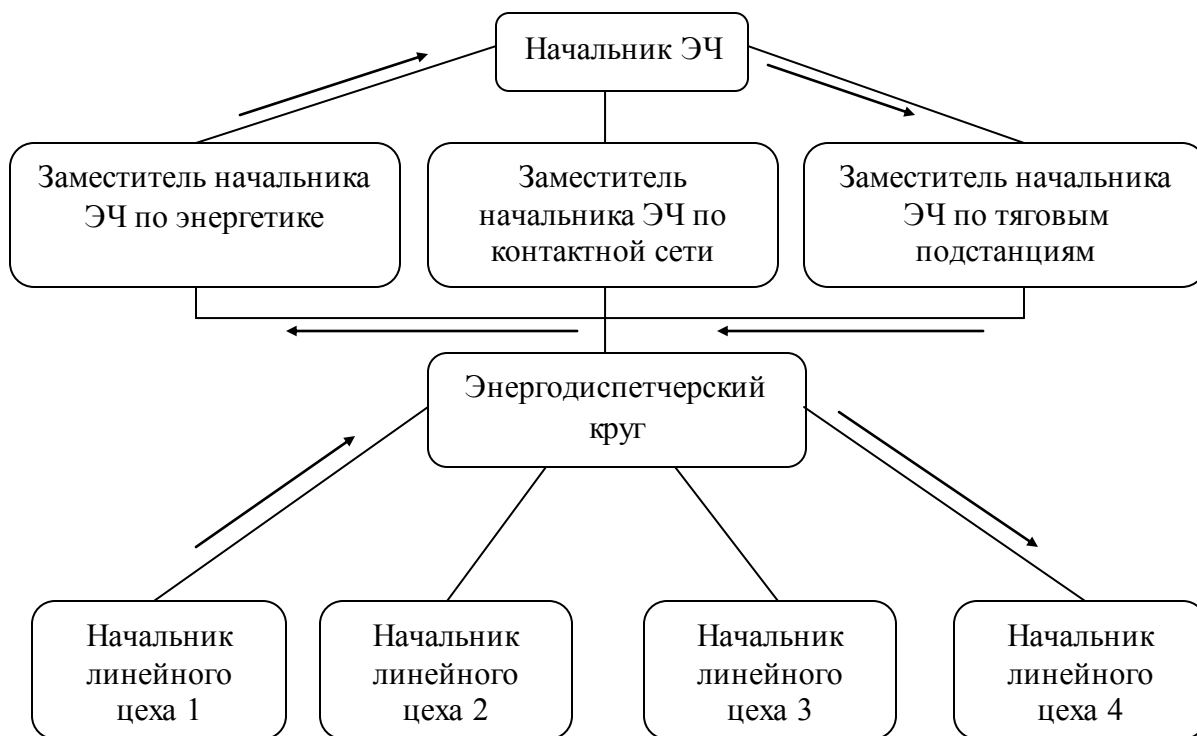 Начальник ЭЧ
Заместитель начальника
ЭЧ по энергетике
Заместитель
начальника ЭЧ по
контактной сети
Заместитель начальника
ЭЧ по тяговым
подстанциям
Энергодиспетчерский
круг
Начальник
линейного
цеха 1
Начальник
линейного
цеха 2
Начальник
линейного
цеха 3
Начальник
линейного
цеха 4